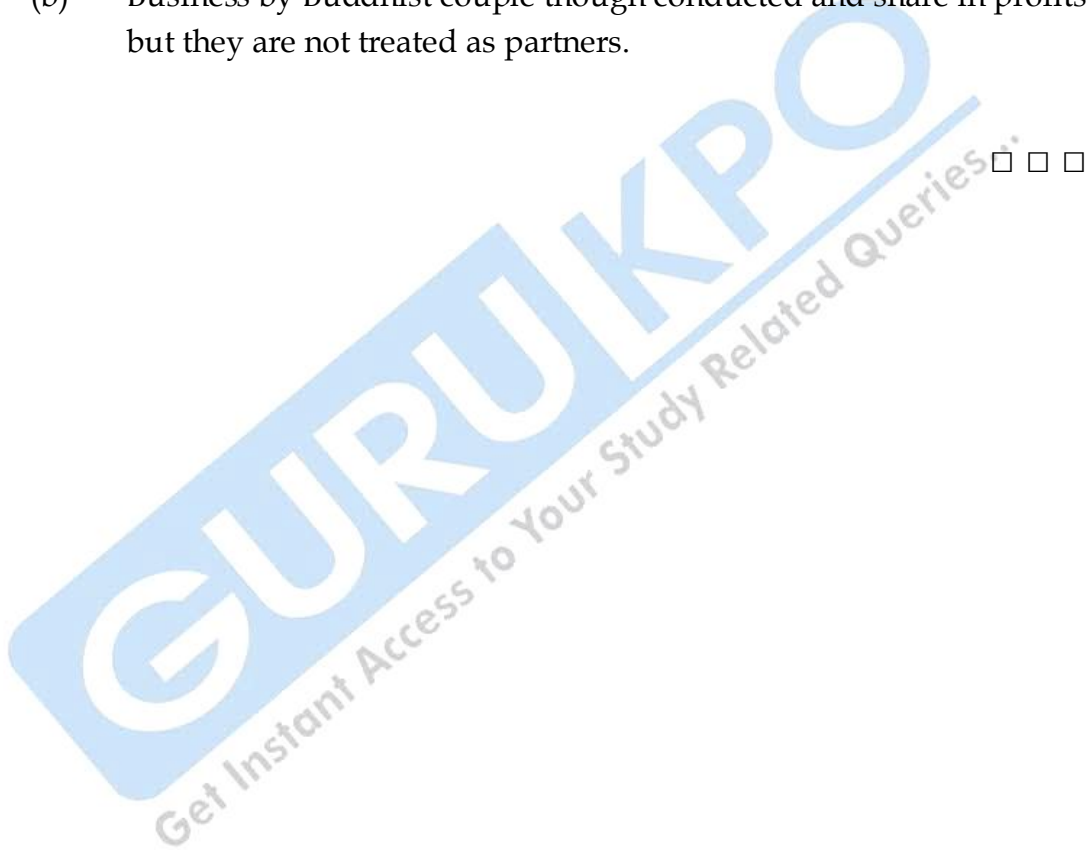 (b) Business by Buddhist couple though conducted and share in profits
but they are not treated as partners.
□ □ □
GURUKPO
Get Instant Access to Your Study Related Queries...